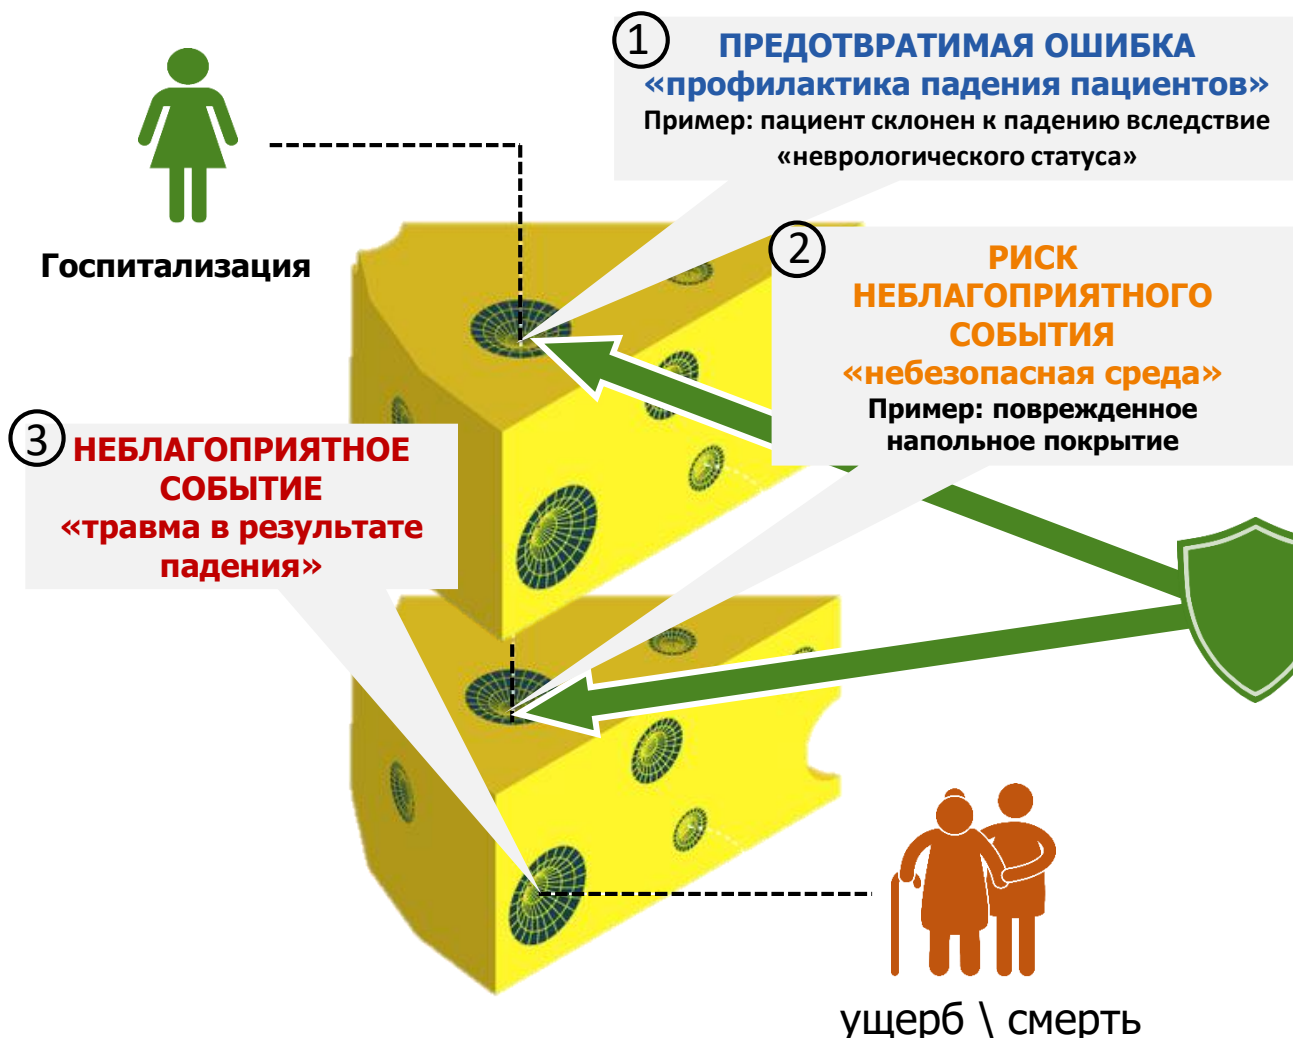 1
ПРЕДОТВРАТИМАЯ ОШИБКА
«профилактика падения пациентов»
Пример: пациент склонен к падению вследствие
«неврологического статуса»
Госпитализация
2
РИСК
НЕБЛАГОПРИЯТНОГО
СОБЫТИЯ
«небезопасная среда»
Пример: поврежденное
напольное покрытие
3
НЕБЛАГОПРИЯТНОЕ
СОБЫТИЕ
«травма в результате
падения»
ущерб \ смерть